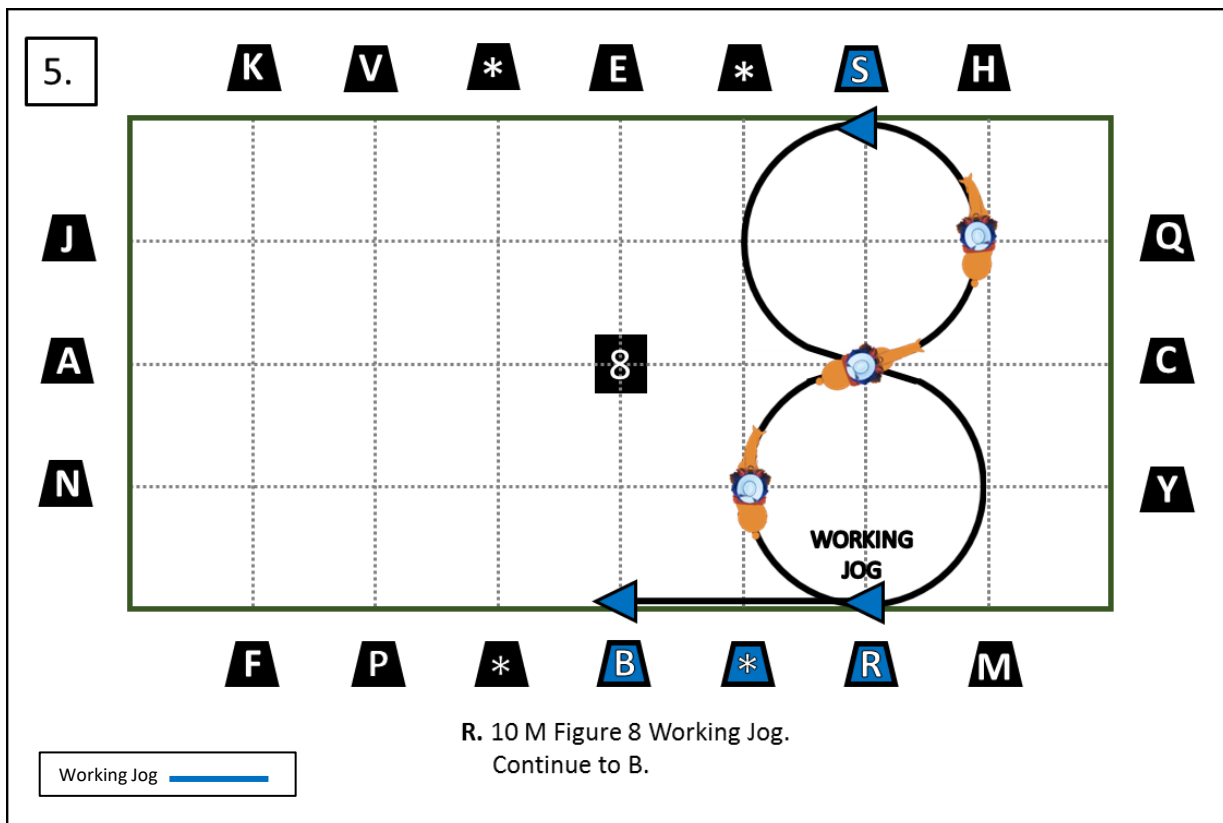 5.
K V * E * S H
J Q
8
A C
N Y
WORKING
JOG
F P * B * R M
R. 10 M Figure 8 Working Jog.
Continue to B.
Working Jog